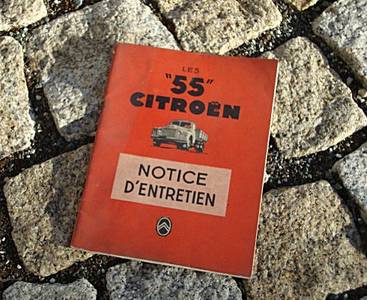 LES
"55"
CITROËN
NOTICE
D'ENTRETIEN